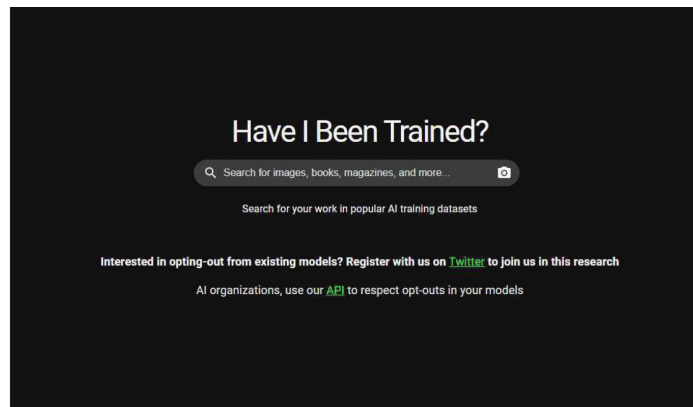 Have I Been Trained?
Search for images, books, magazines, and more...
Search for your work in popular AI training datasets
Interested in opting-out from existing models? Register with us on Twitter to join us in this research
AI organizations, use our API to respect opt-outs in your models